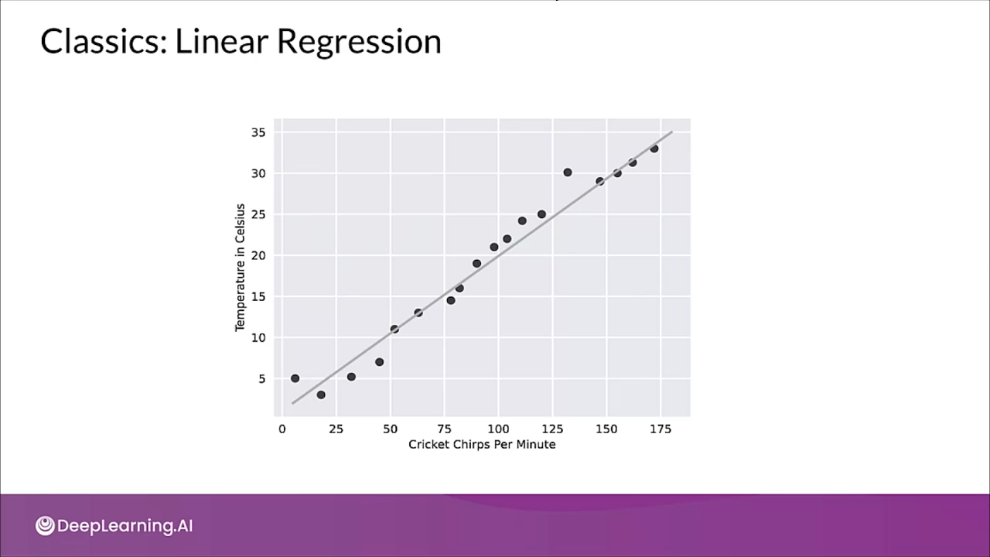 Classics: Linear Regression
35
30
25
20
15
10
5
Temperature in Celsius
0 25 50 75 100 125 150 175
Cricket Chirps Per Minute
DeepLearning.AI